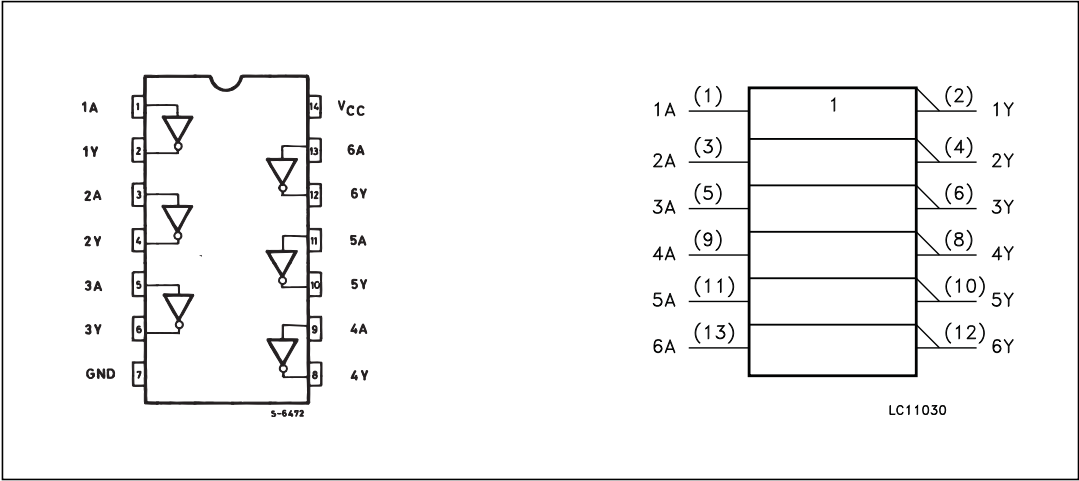 1A 1 14 VCC
1Y 2 13 6A
2A 3 12 6Y
2Y 4 11 5A
3A 5 10 5Y
3Y 6 9 4A
GND 7 8 4Y
S-6472
1A (1) 1 (2) 1Y
2A (3) (4) 2Y
3A (5) (6) 3Y
4A (9) (8) 4Y
5A (11) (10) 5Y
6A (13) (12) 6Y
LC11030